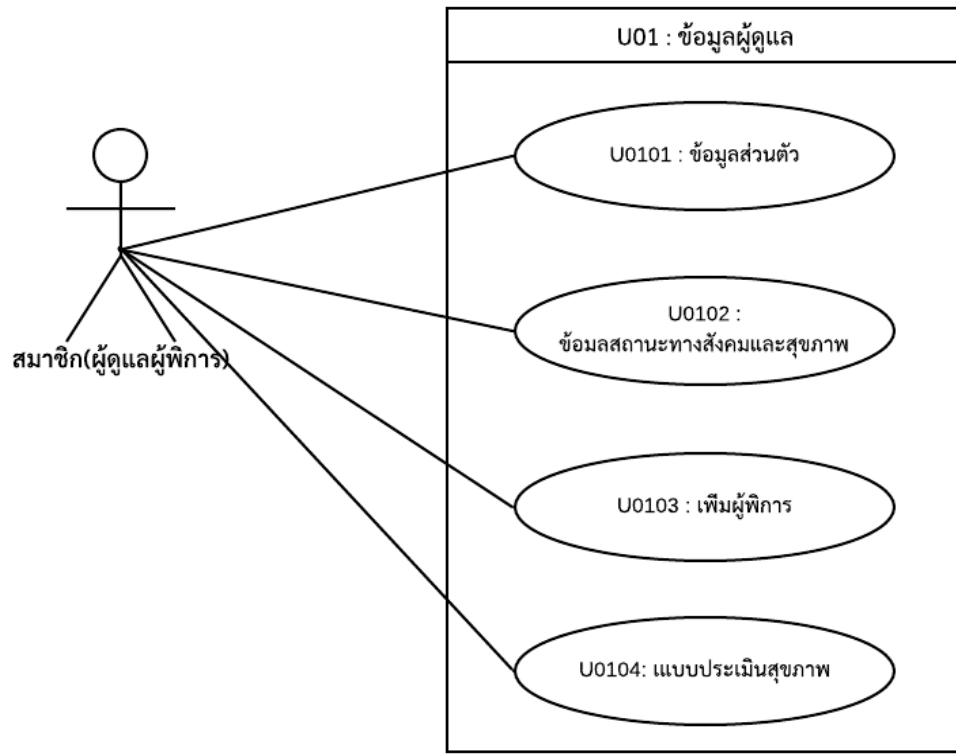 U01 : ข้อมูลผู้ดูแล
U0101 : ข้อมูลส่วนตัว
U0102 :
ข้อมลสถานะทางสังคมและสุขภาพ
สมาชิก(ผู้ดูแลผู้พิการ)
U0103 : เพิ่มผู้พิการ
U0104: แบบประเมินสุขภาพ